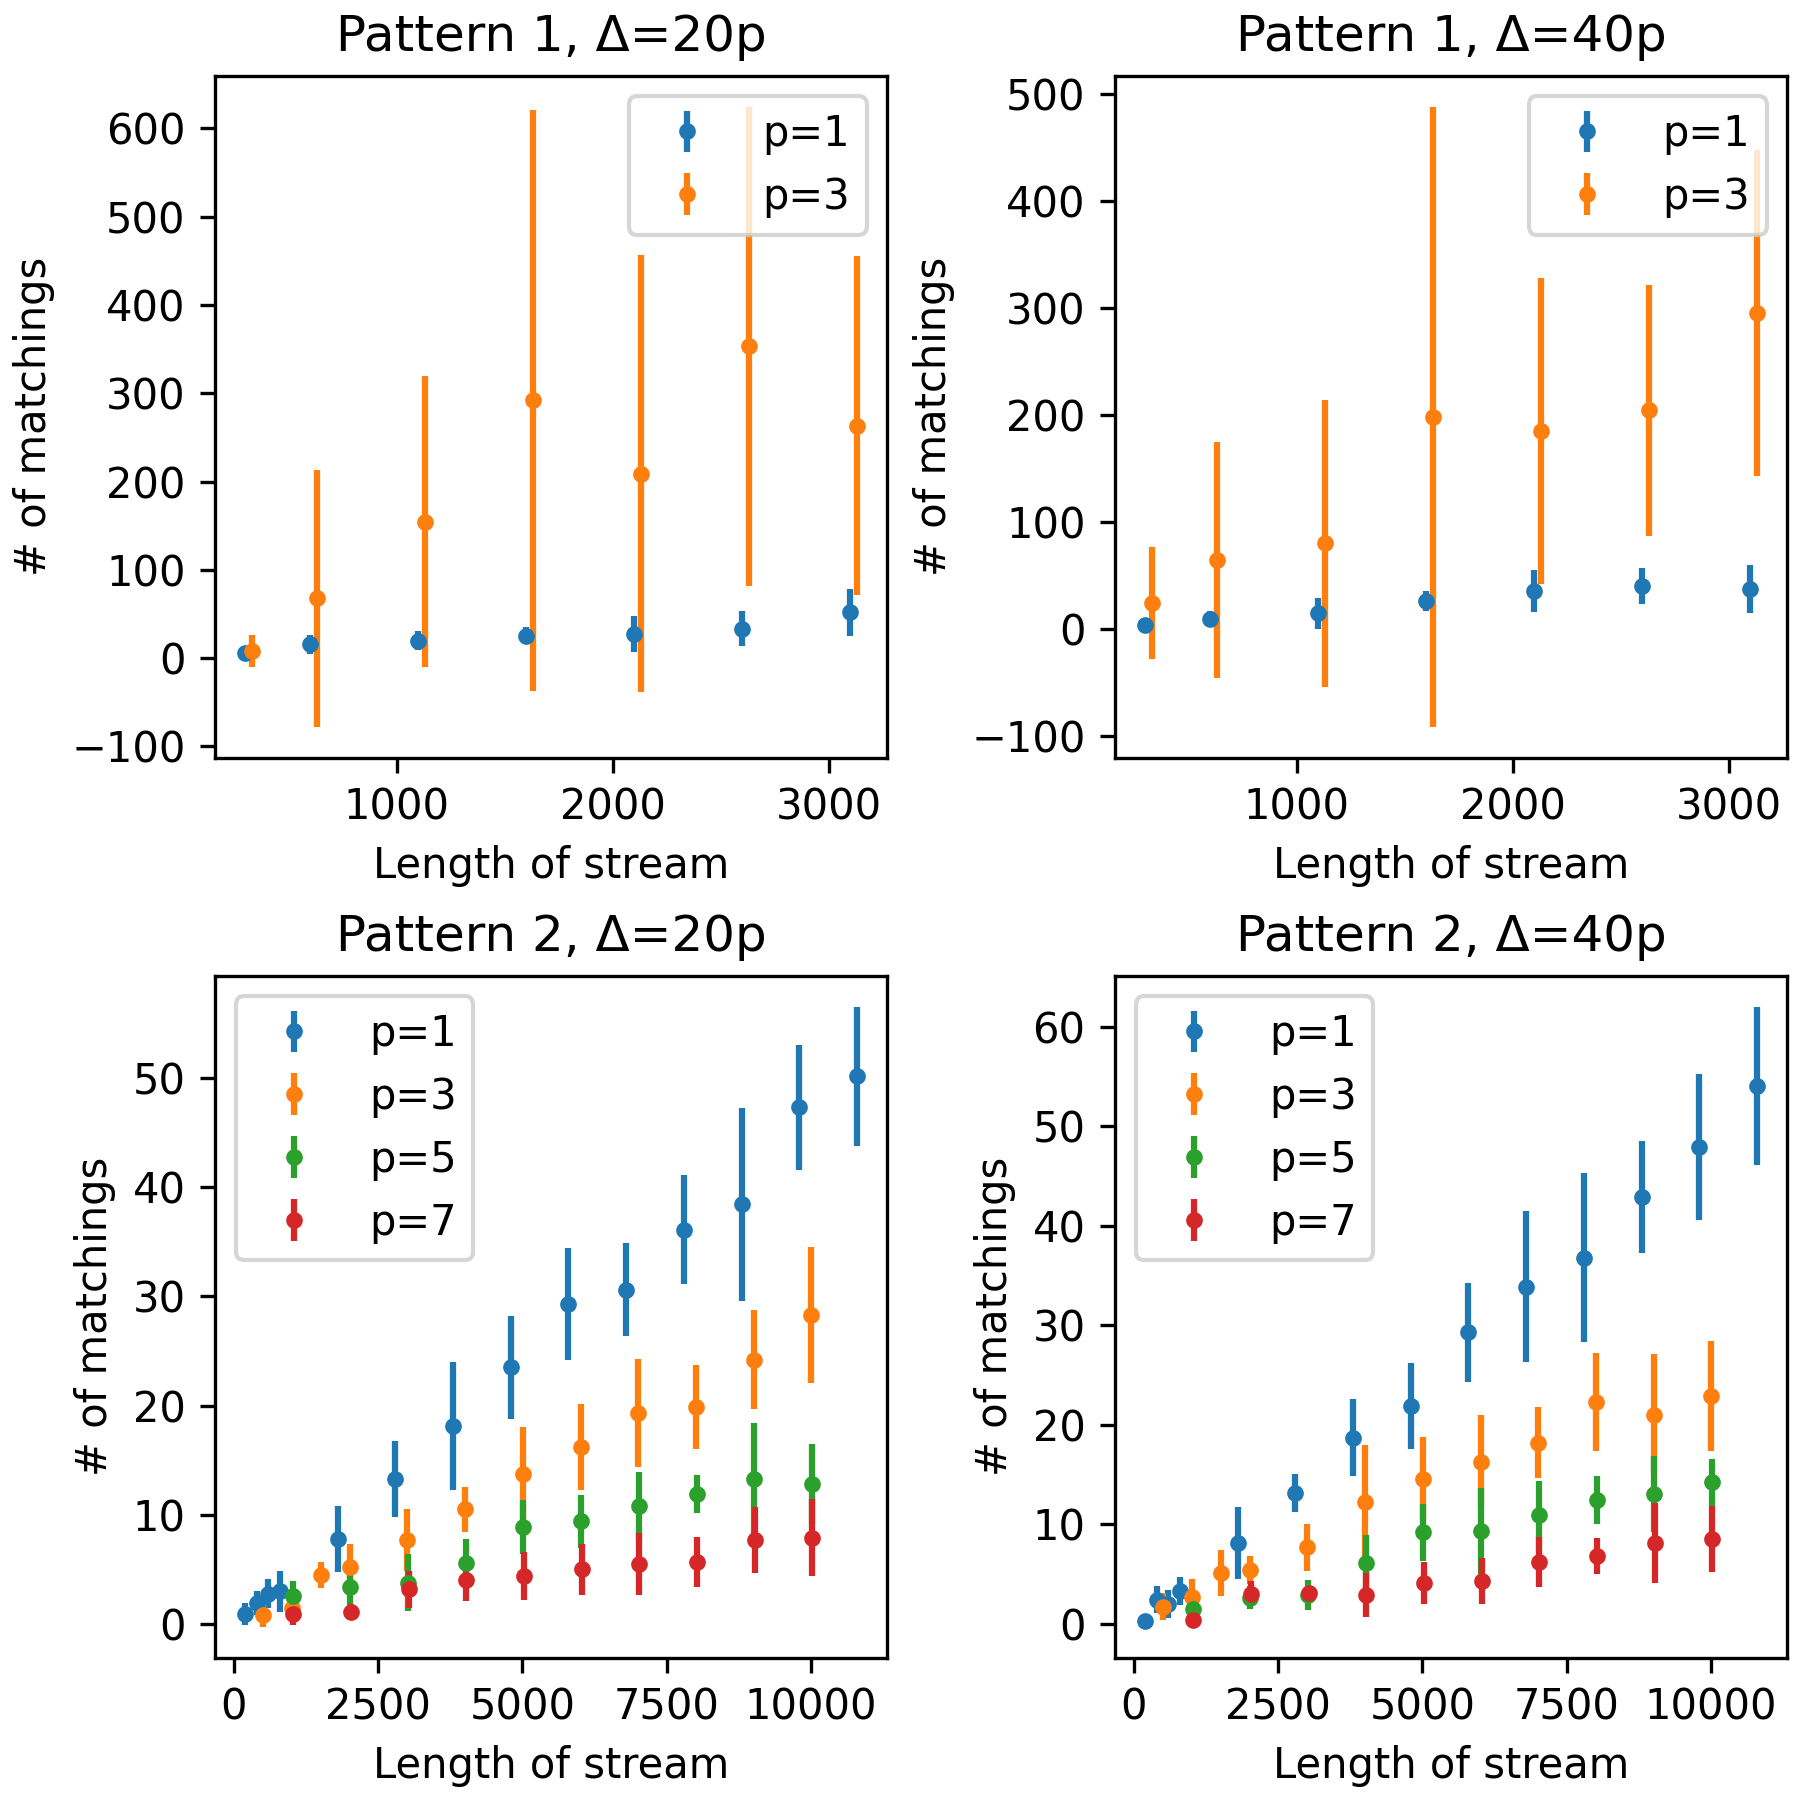 Pattern 1, Δ=20p
# of matchings
600
500
400
300
200
100
0
−100
p=1
p=3
1000 2000 3000
Length of stream
Pattern 1, Δ=40p
# of matchings
500
400
300
200
100
0
−100
p=1
p=3
1000 2000 3000
Length of stream
Pattern 2, Δ=20p
# of matchings
50
40
30
20
10
0
p=1
p=3
p=5
p=7
0 2500 5000 7500 10000
Length of stream
Pattern 2, Δ=40p
# of matchings
60
50
40
30
20
10
0
p=1
p=3
p=5
p=7
0 2500 5000 7500 10000
Length of stream